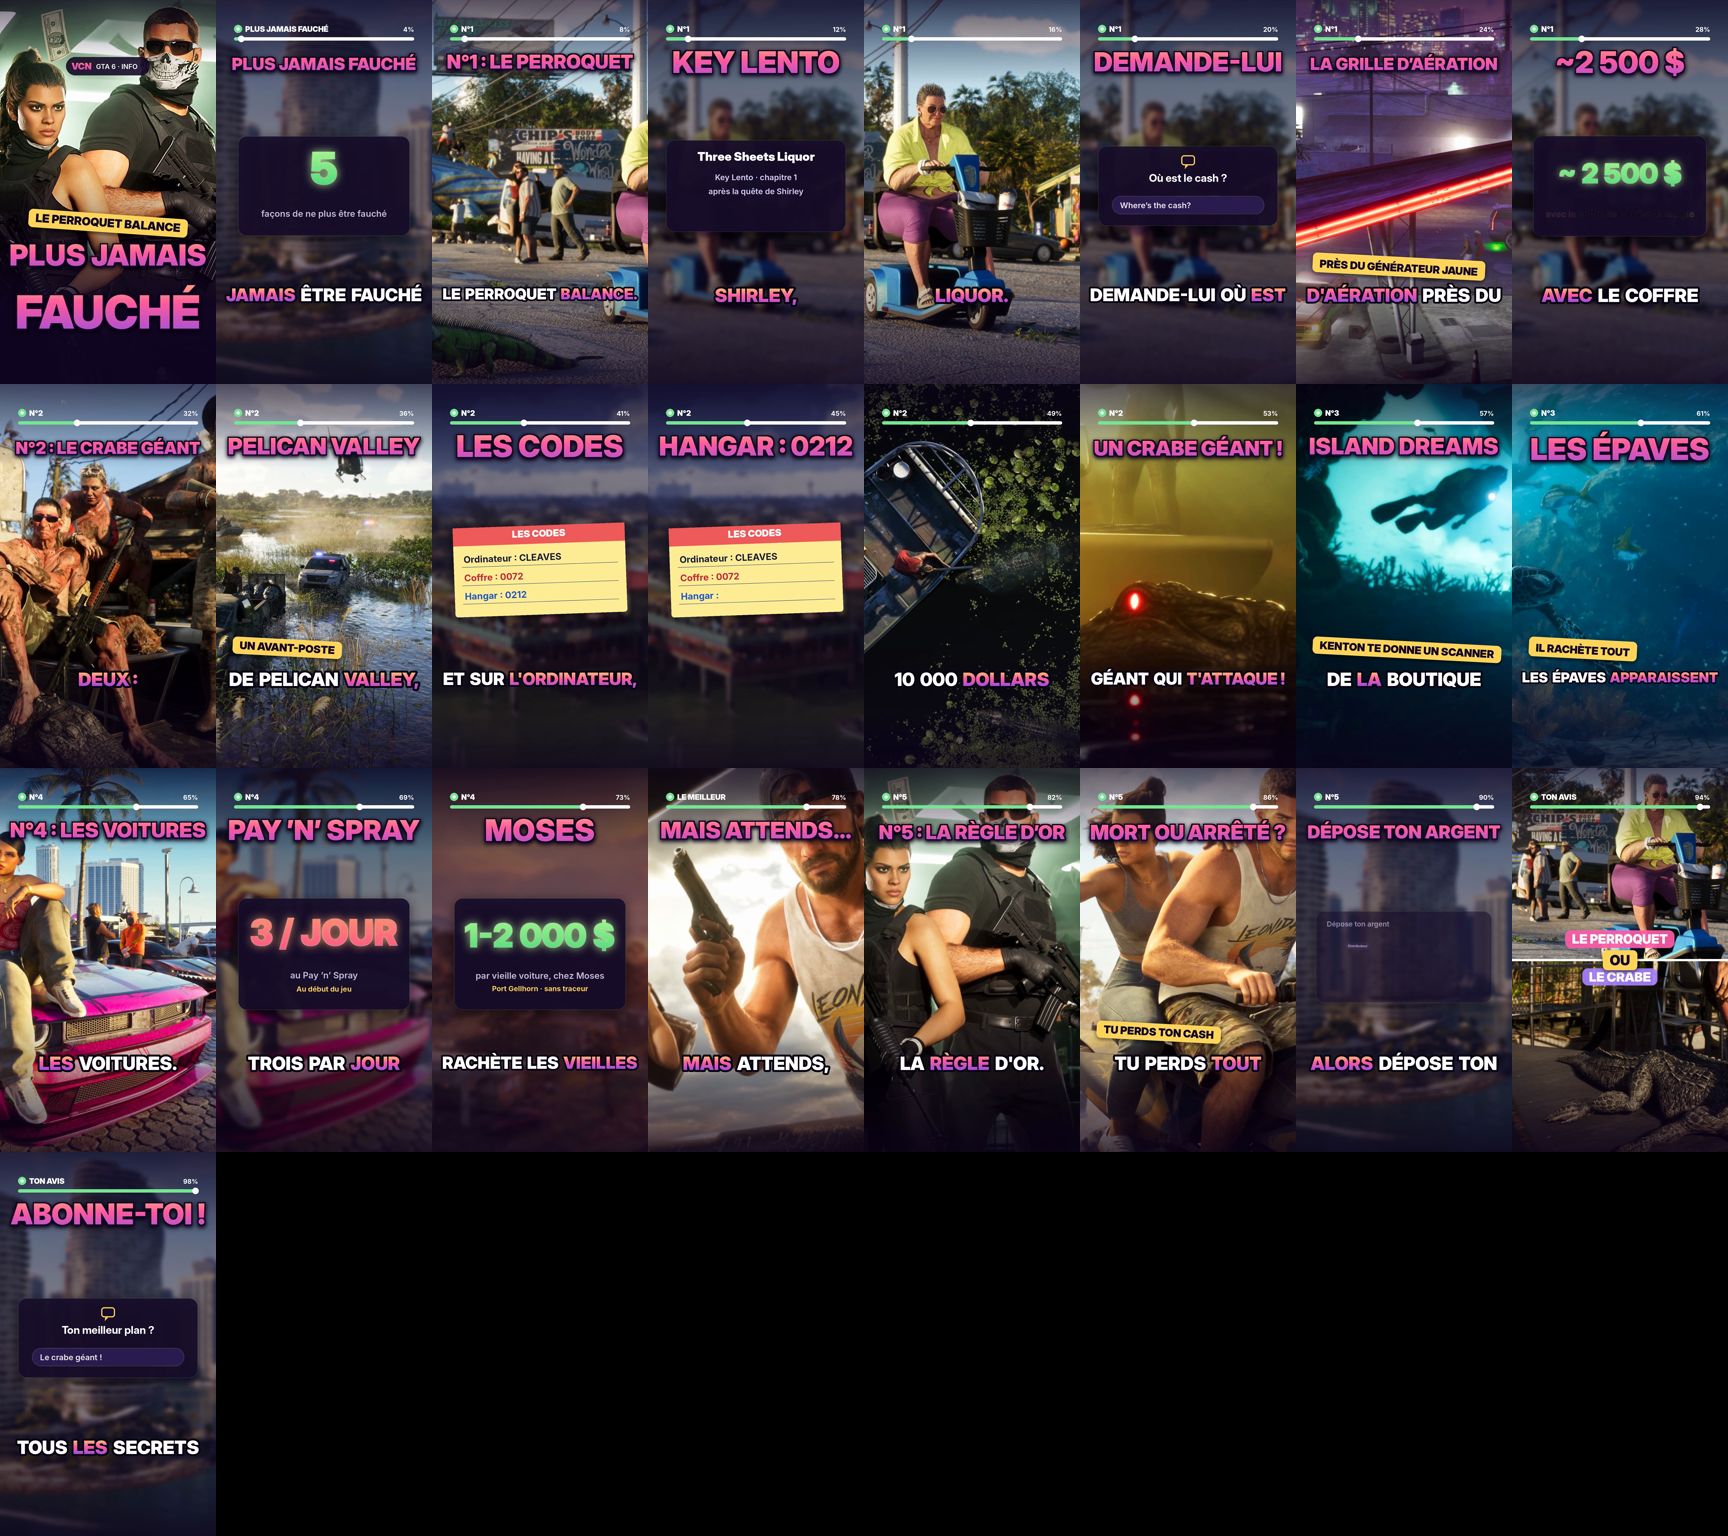 VCN GTA 6 · INFO
LE PERROQUET BALANCE
PLUS JAMAIS
FAUCHÉ
PLUS JAMAIS FAUCHÉ
4%
PLUS JAMAIS FAUCHÉ
5
façons de ne plus être fauché
JAMAIS ÊTRE FAUCHÉ
N°1
8%
N°1 : LE PERROQUET
CHIP'S
HAVING A
LE PERROQUET BALANCE.
N°1
12%
KEY LENTO
Three Sheets Liquor
Key Lento · chapitre 1
après la quête de Shirley
SHIRLEY,
N°1
16%
LIQUOR.
N°1
20%
DEMANDE-LUI
Où est le cash ?
Where's the cash?
DEMANDE-LUI OÙ EST
N°1
24%
LA GRILLE D'AÉRATION
PRÈS DU GÉNÉRATEUR JAUNE
D'AÉRATION PRÈS DU
N°1
28%
~2 500 $
~ 2 500 $
AVEC LE COFFRE
N°2
32%
N°2 : LE CRABE GÉANT
DEUX :
N°2
36%
PELICAN VALLEY
UN AVANT-POSTE
DE PELICAN VALLEY,
N°2
41%
LES CODES
LES CODES
Ordinateur : CLEAVES
Coffre : 0072
Hangar : 0212
ET SUR L'ORDINATEUR,
N°2
45%
HANGAR : 0212
LES CODES
Ordinateur : CLEAVES
Coffre : 0072
Hangar :
N°2
49%
10 000 DOLLARS
N°2
53%
UN CRABE GÉANT !
GÉANT QUI T'ATTAQUE !
N°3
57%
ISLAND DREAMS
KENTON TE DONNE UN SCANNER
DE LA BOUTIQUE
N°3
61%
LES ÉPAVES
IL RACHÈTE TOUT
LES ÉPAVES APPARAISSENT
N°4
65%
N°4 : LES VOITURES
LES VOITURES.
N°4
69%
PAY 'N' SPRAY
3 / JOUR
au Pay 'n' Spray
Au début du jeu
TROIS PAR JOUR
N°4
73%
MOSES
1-2 000 $
par vieille voiture, chez Moses
Port Gellhorn · sans traceur
RACHÈTE LES VIEILLES
LE MEILLEUR
78%
MAIS ATTENDS...
MAIS ATTENDS,
N°5
82%
N°5 : LA RÈGLE D'OR
LA RÈGLE D'OR.
N°5
86%
MORT OU ARRÊTÉ ?
LEONIDA
TU PERDS TON CASH
TU PERDS TOUT
N°5
90%
DÉPOSE TON ARGENT
Dépose ton argent
ALORS DÉPOSE TON
TON AVIS
94%
LE PERROQUET
OU
LE CRABE
TON AVIS
98%
ABONNE-TOI !
Ton meilleur plan ?
Le crabe géant !
TOUS LES SECRETS